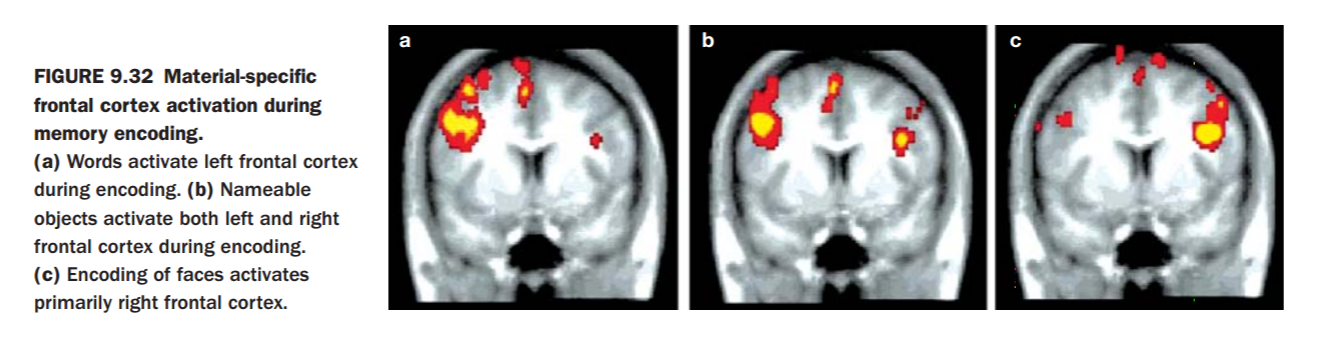 FIGURE 9.32 Material-specific
frontal cortex activation during
memory encoding.
(a) Words activate left frontal cortex
during encoding. (b) Nameable
objects activate both left and right
frontal cortex during encoding.
(c) Encoding of faces activates
primarily right frontal cortex.
a
b
c